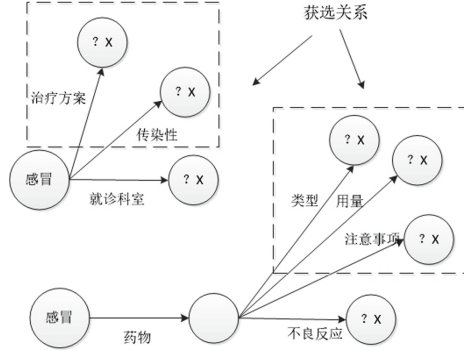 获选关系
? X
? X
治疗方案
传染性
感冒
? X
就诊科室
? X
? X
类型
用量
? X
注意事项
感冒
药物
不良反应
? X